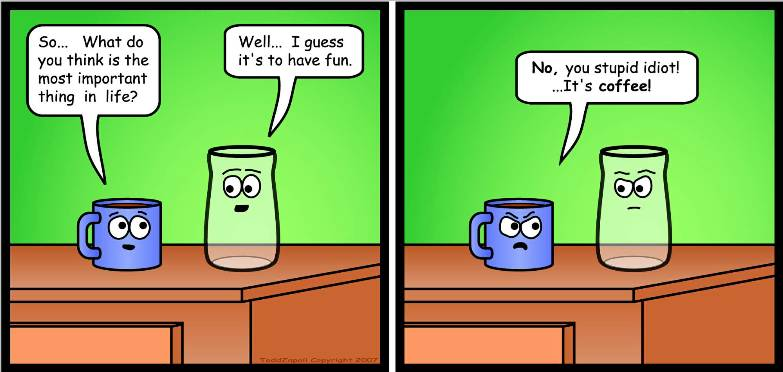 So... What do
you think is the
most important
thing in life?
Well... I guess
it's to have fun.
No, you stupid idiot!
...It's coffee!
ToddZapoli Copyright 2007